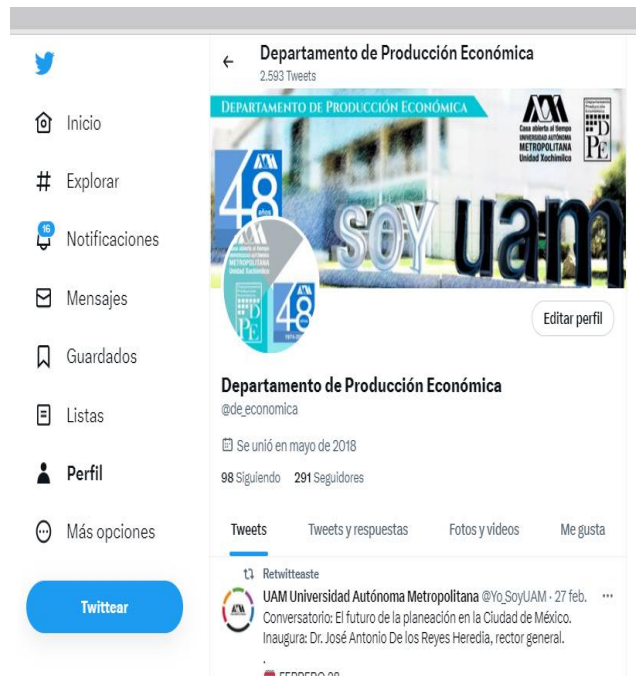 Departamento de Producción Económica
2.593 Tweets
Inicio
Explorar
16
Notificaciones
Mensajes
Guardados
Listas
Perfil
Más opciones
Twittear
DEPARTAMENTO DE PRODUCCIÓN ECONÓMICA
Casa abierta al tiempo
UNIVERSIDAD AUTÓNOMA
METROPOLITANA
Unidad Xochimilco
DPE
48
años
soy uam
Casa abierta al tiempo
METROPOLITANA
Unidad Xochimilco
DPE
48
Editar perfil
Departamento de Producción Económica
@de_economica
Se unió en mayo de 2018
98 Siguiendo 291 Seguidores
Tweets Tweets y respuestas Fotos y videos Me gusta
Retwitteaste
UAM Universidad Autónoma Metropolitana @Yo_SoyUAM · 27 feb.
Conversatorio: El futuro de la planeación en la Ciudad de México.
Inaugura: Dr. José Antonio De los Reyes Heredia, rector general.
.
FEBRERO 28